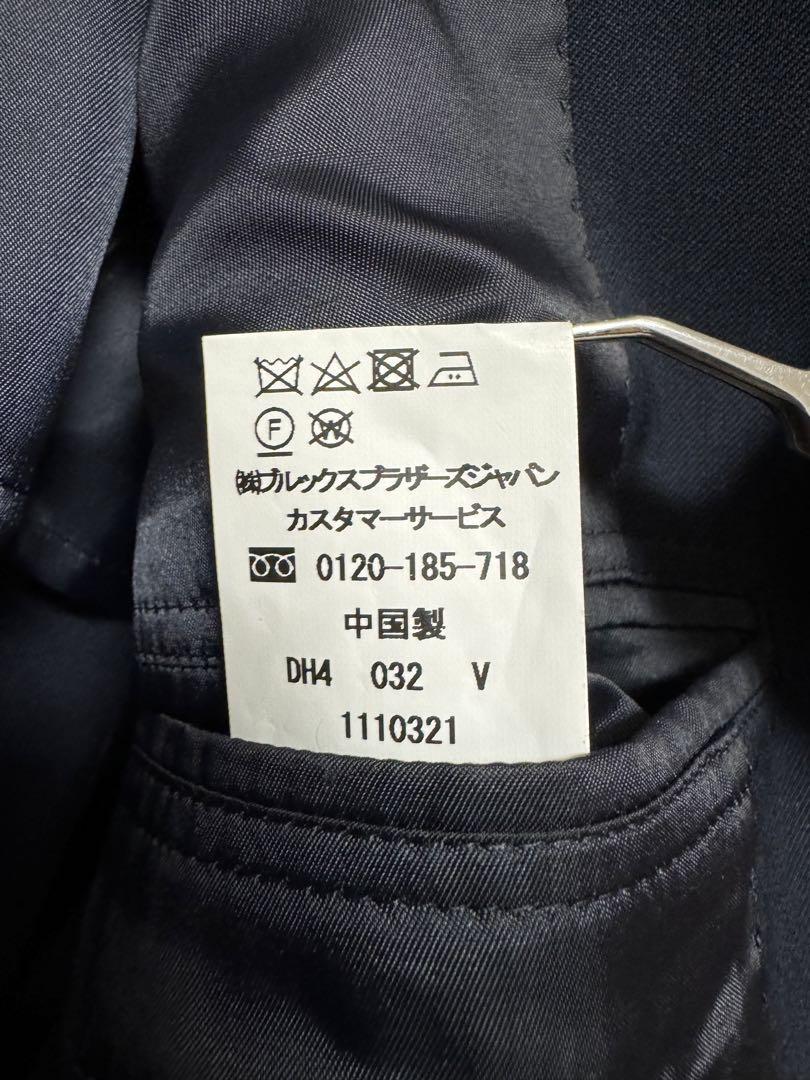 F W
㈱ブルックスブラザーズジャパン
カスタマーサービス
0120-185-718
中国製
DH4 032 V
1110321